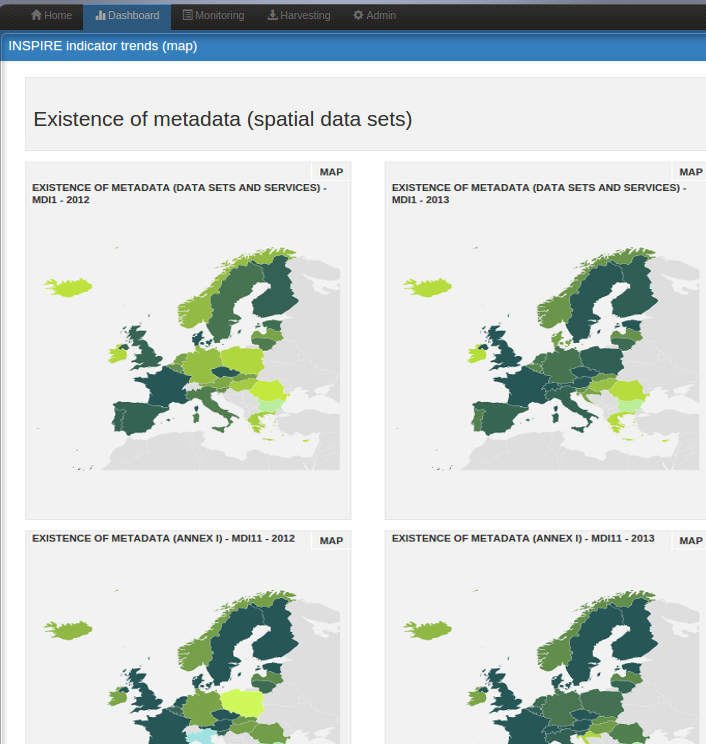 Home Dashboard Monitoring Harvesting Admin
INSPIRE indicator trends (map)
Existence of metadata (spatial data sets)
MAP
EXISTENCE OF METADATA (DATA SETS AND SERVICES) -
MDI1 - 2012
MAP
EXISTENCE OF METADATA (DATA SETS AND SERVICES) -
MDI1 - 2013
EXISTENCE OF METADATA (ANNEX I) - MDI11 - 2012
MAP
EXISTENCE OF METADATA (ANNEX I) - MDI11 - 2013
MAP